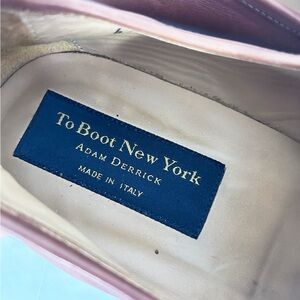 To Boot New York
ADAM DERRICK
MADE IN ITALY